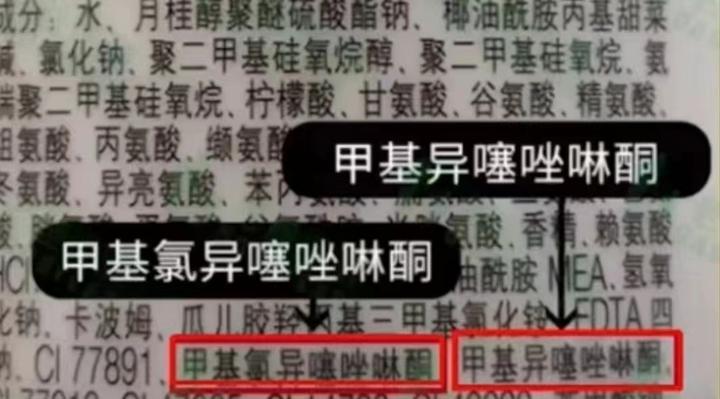 成分：水、月桂醇聚醚硫酸酯钠、椰油酰胺丙基甜菜
碱、氯化钠、聚二甲基硅氧烷醇、聚二甲基硅氧烷、氨
端聚二甲基硅氧烷、柠檬酸、甘氨酸、谷氨酸、精氨酸、
组氨酸、丙氨酸、缬氨酸
甲基异噻唑啉酮
冬氨酸、异亮氨酸、苯丙氨酸
氨酸、香精、赖氨酸
甲基氯异噻唑啉酮
HCl
油酰胺 MEA、氢氧
化钠、卡波姆、瓜儿胶羟丙基三甲基氯化铵、EDTA 四
钠、CI 77891、甲基氯异噻唑啉酮、甲基异噻唑啉酮、